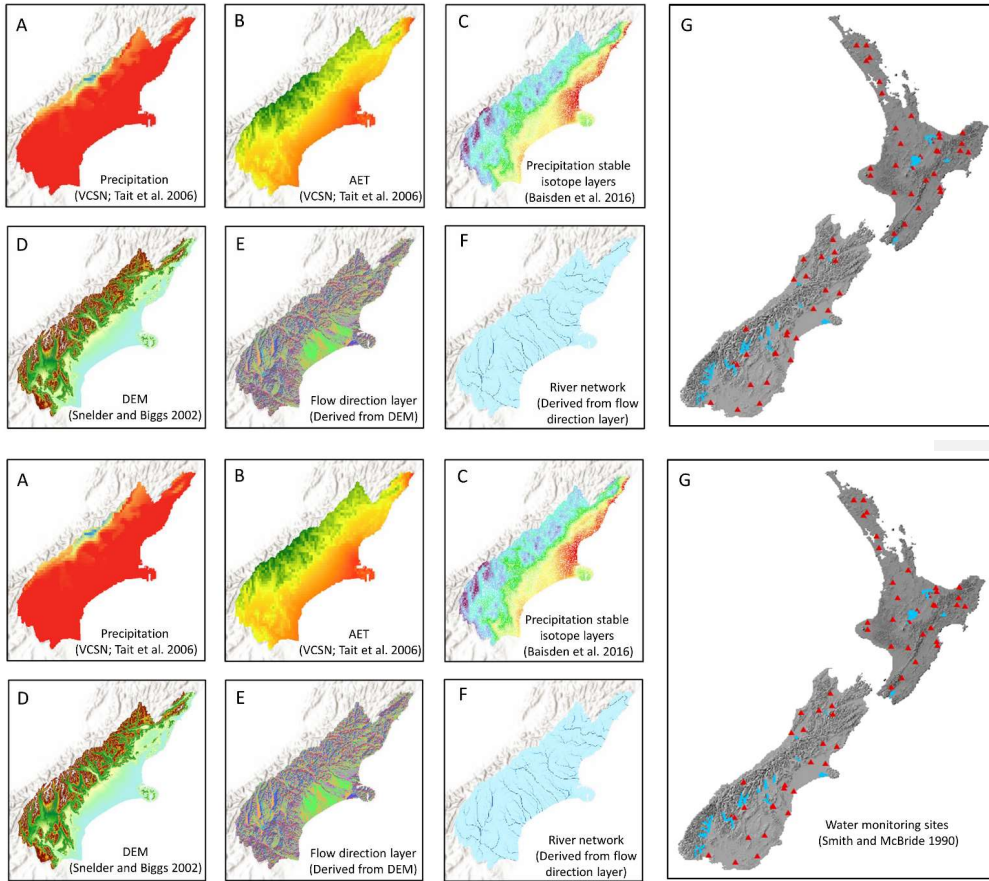 A
Precipitation
(VCSN; Tait et al. 2006)
B
AET
(VCSN; Tait et al. 2006)
C
Precipitation stable
isotope layers
(Baisden et al. 2016)
G
D
DEM
(Snelder and Biggs 2002)
E
Flow direction layer
(Derived from DEM)
F
River network
(Derived from flow
direction layer)
A
Precipitation
(VCSN; Tait et al. 2006)
B
AET
(VCSN; Tait et al. 2006)
C
Precipitation stable
isotope layers
(Baisden et al. 2016)
G
D
DEM
(Snelder and Biggs 2002)
E
Flow direction layer
(Derived from DEM)
F
River network
(Derived from flow
direction layer)
Water monitoring sites
(Smith and McBride 1990)